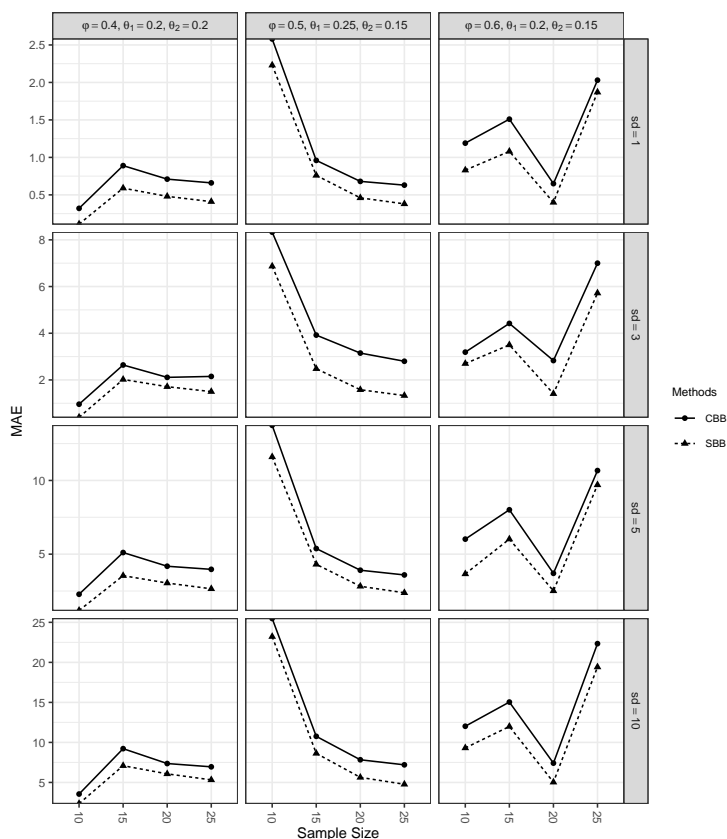 φ = 0.4, θ₁ = 0.2, θ₂ = 0.2
φ = 0.5, θ₁ = 0.25, θ₂ = 0.15
φ = 0.6, θ₁ = 0.2, θ₂ = 0.15
2.5
2.0
1.5
1.0
0.5
sd = 1
8
6
4
2
sd = 3
10
5
sd = 5
25
20
15
10
5
sd = 10
MAE
10 15 20 25
10 15 20 25
10 15 20 25
Sample Size
Methods
CBB
SBB